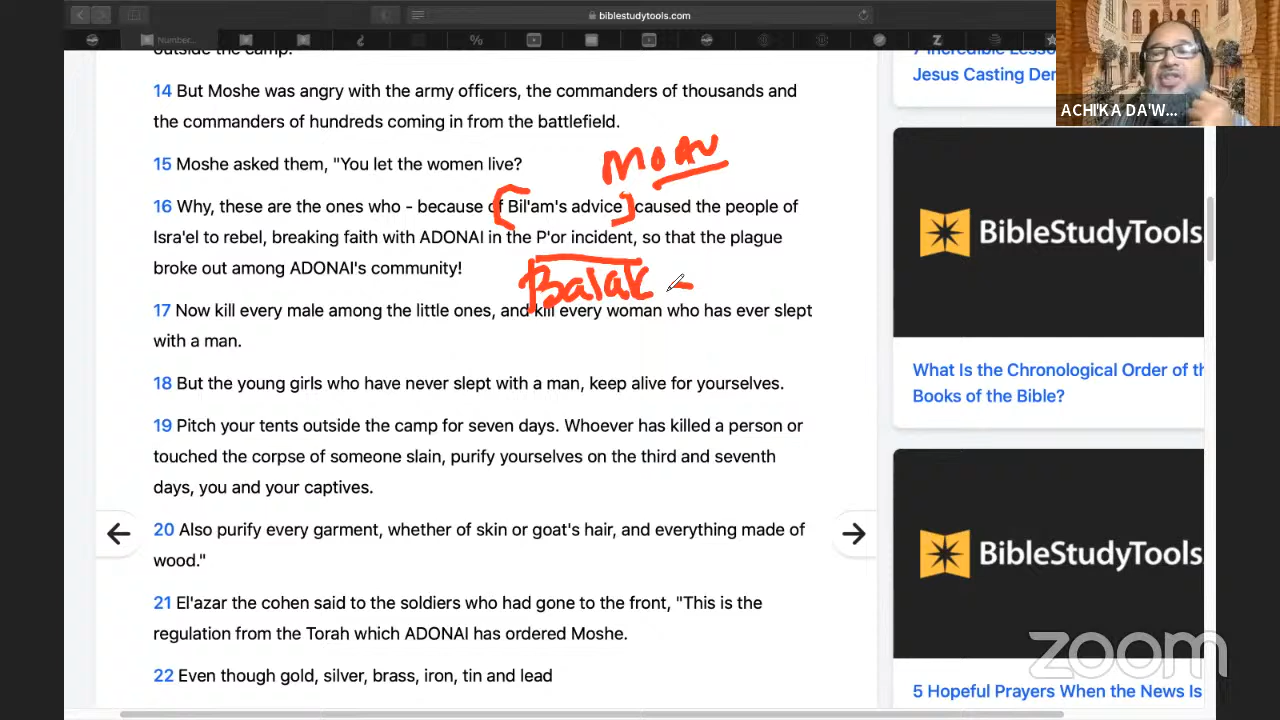 biblestudytools.com
Number...
outside the camp.
14 But Moshe was angry with the army officers, the commanders of thousands and
the commanders of hundreds coming in from the battlefield.
15 Moshe asked them, "You let the women live?
Moav
16 Why, these are the ones who - because of [Bil'am's advice] caused the people of
Isra'el to rebel, breaking faith with ADONAI in the P'or incident, so that the plague
broke out among ADONAI's community!
Balak -
17 Now kill every male among the little ones, and kill every woman who has ever slept
with a man.
18 But the young girls who have never slept with a man, keep alive for yourselves.
19 Pitch your tents outside the camp for seven days. Whoever has killed a person or
touched the corpse of someone slain, purify yourselves on the third and seventh
days, you and your captives.
20 Also purify every garment, whether of skin or goat's hair, and everything made of
wood."
21 El'azar the cohen said to the soldiers who had gone to the front, "This is the
regulation from the Torah which ADONAI has ordered Moshe.
22 Even though gold, silver, brass, iron, tin and lead
7 Incredible Lesso
Jesus Casting Der
BibleStudyTools
What Is the Chronological Order of th
Books of the Bible?
BibleStudyTools
5 Hopeful Prayers When the News Is
ACHI'KA DA'W...
zoom